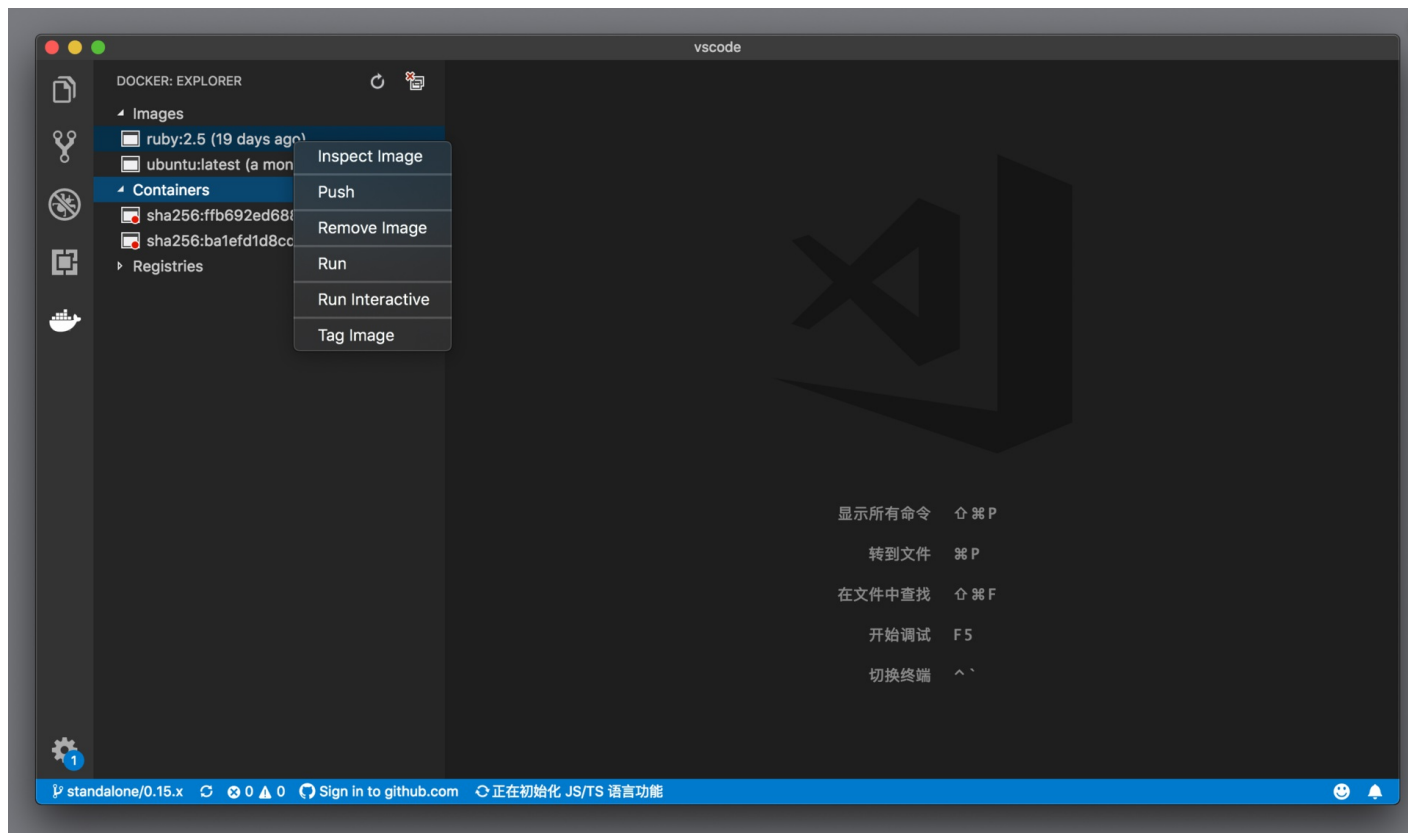 vscode
DOCKER: EXPLORER
Images
ruby:2.5 (19 days ago)
ubuntu:latest (a mon
Containers
sha256:ffb692ed688
sha256:ba1efd1d8cc
Registries
Inspect Image
Push
Remove Image
Run
Run Interactive
Tag Image
显示所有命令 ⇧⌘P
转到文件 ⌘P
在文件中查找 ⇧⌘F
开始调试 F5
切换终端 ^`
1
standalone/0.15.x 0 0 Sign in to github.com 正在初始化 JS/TS 语言功能